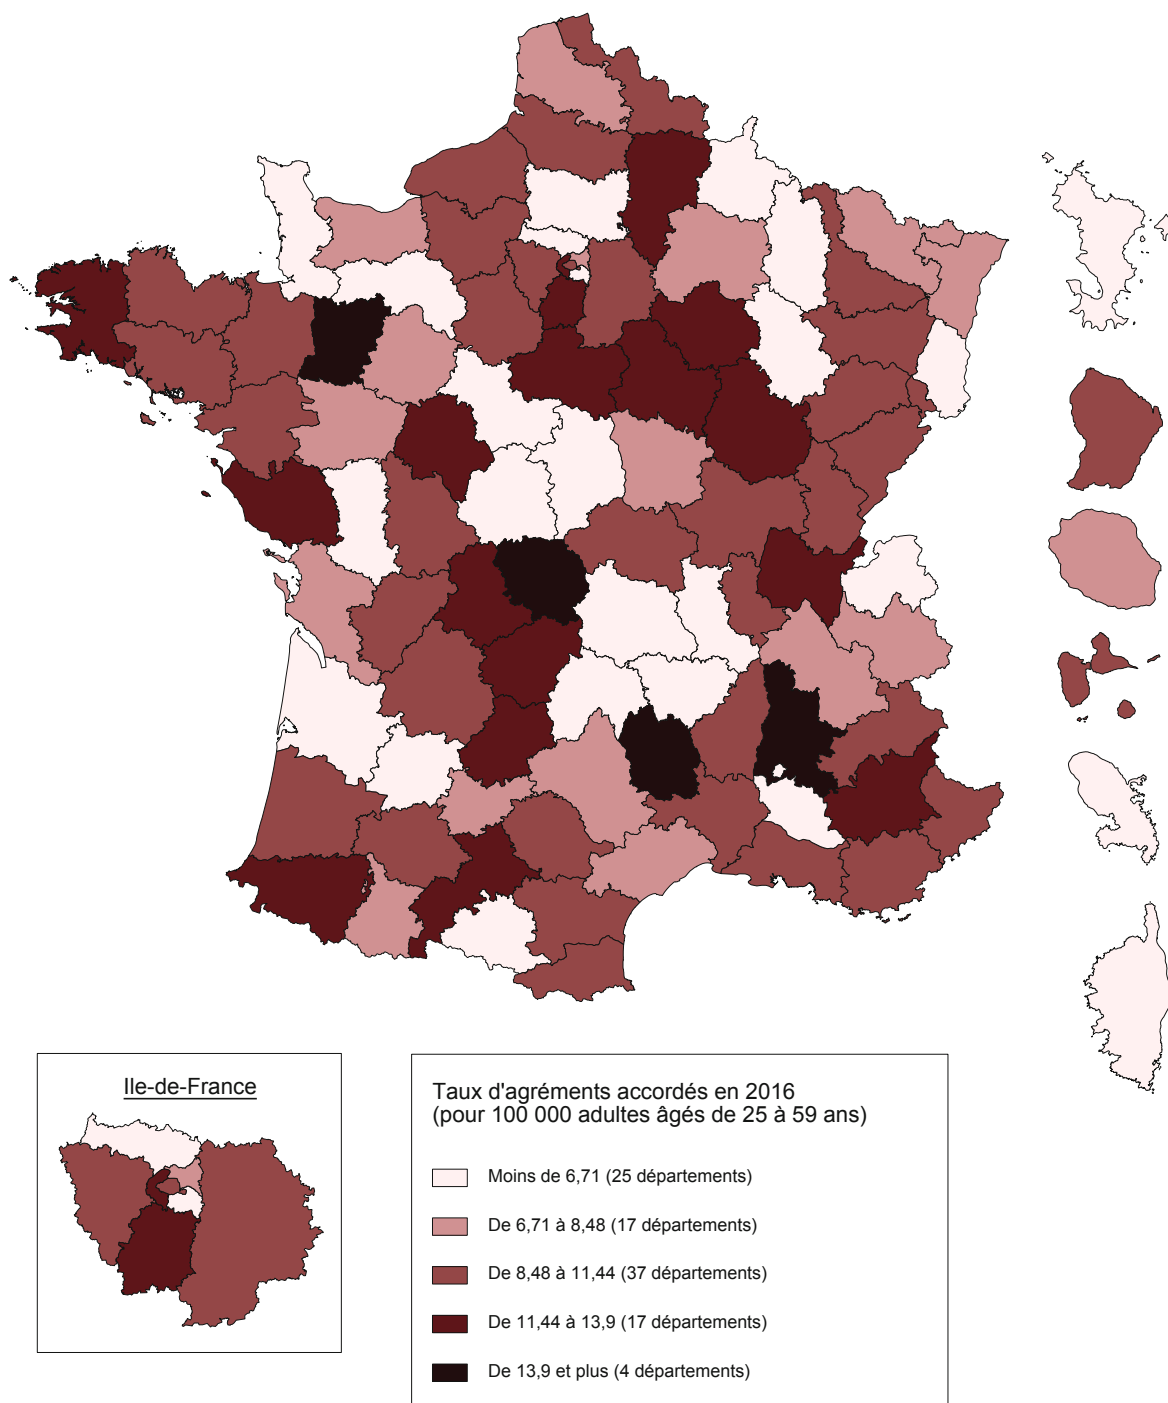 Ile-de-France
Taux d'agréments accordés en 2016
(pour 100 000 adultes âgés de 25 à 59 ans)
Moins de 6,71 (25 départements)
De 6,71 à 8,48 (17 départements)
De 8,48 à 11,44 (37 départements)
De 11,44 à 13,9 (17 départements)
De 13,9 et plus (4 départements)